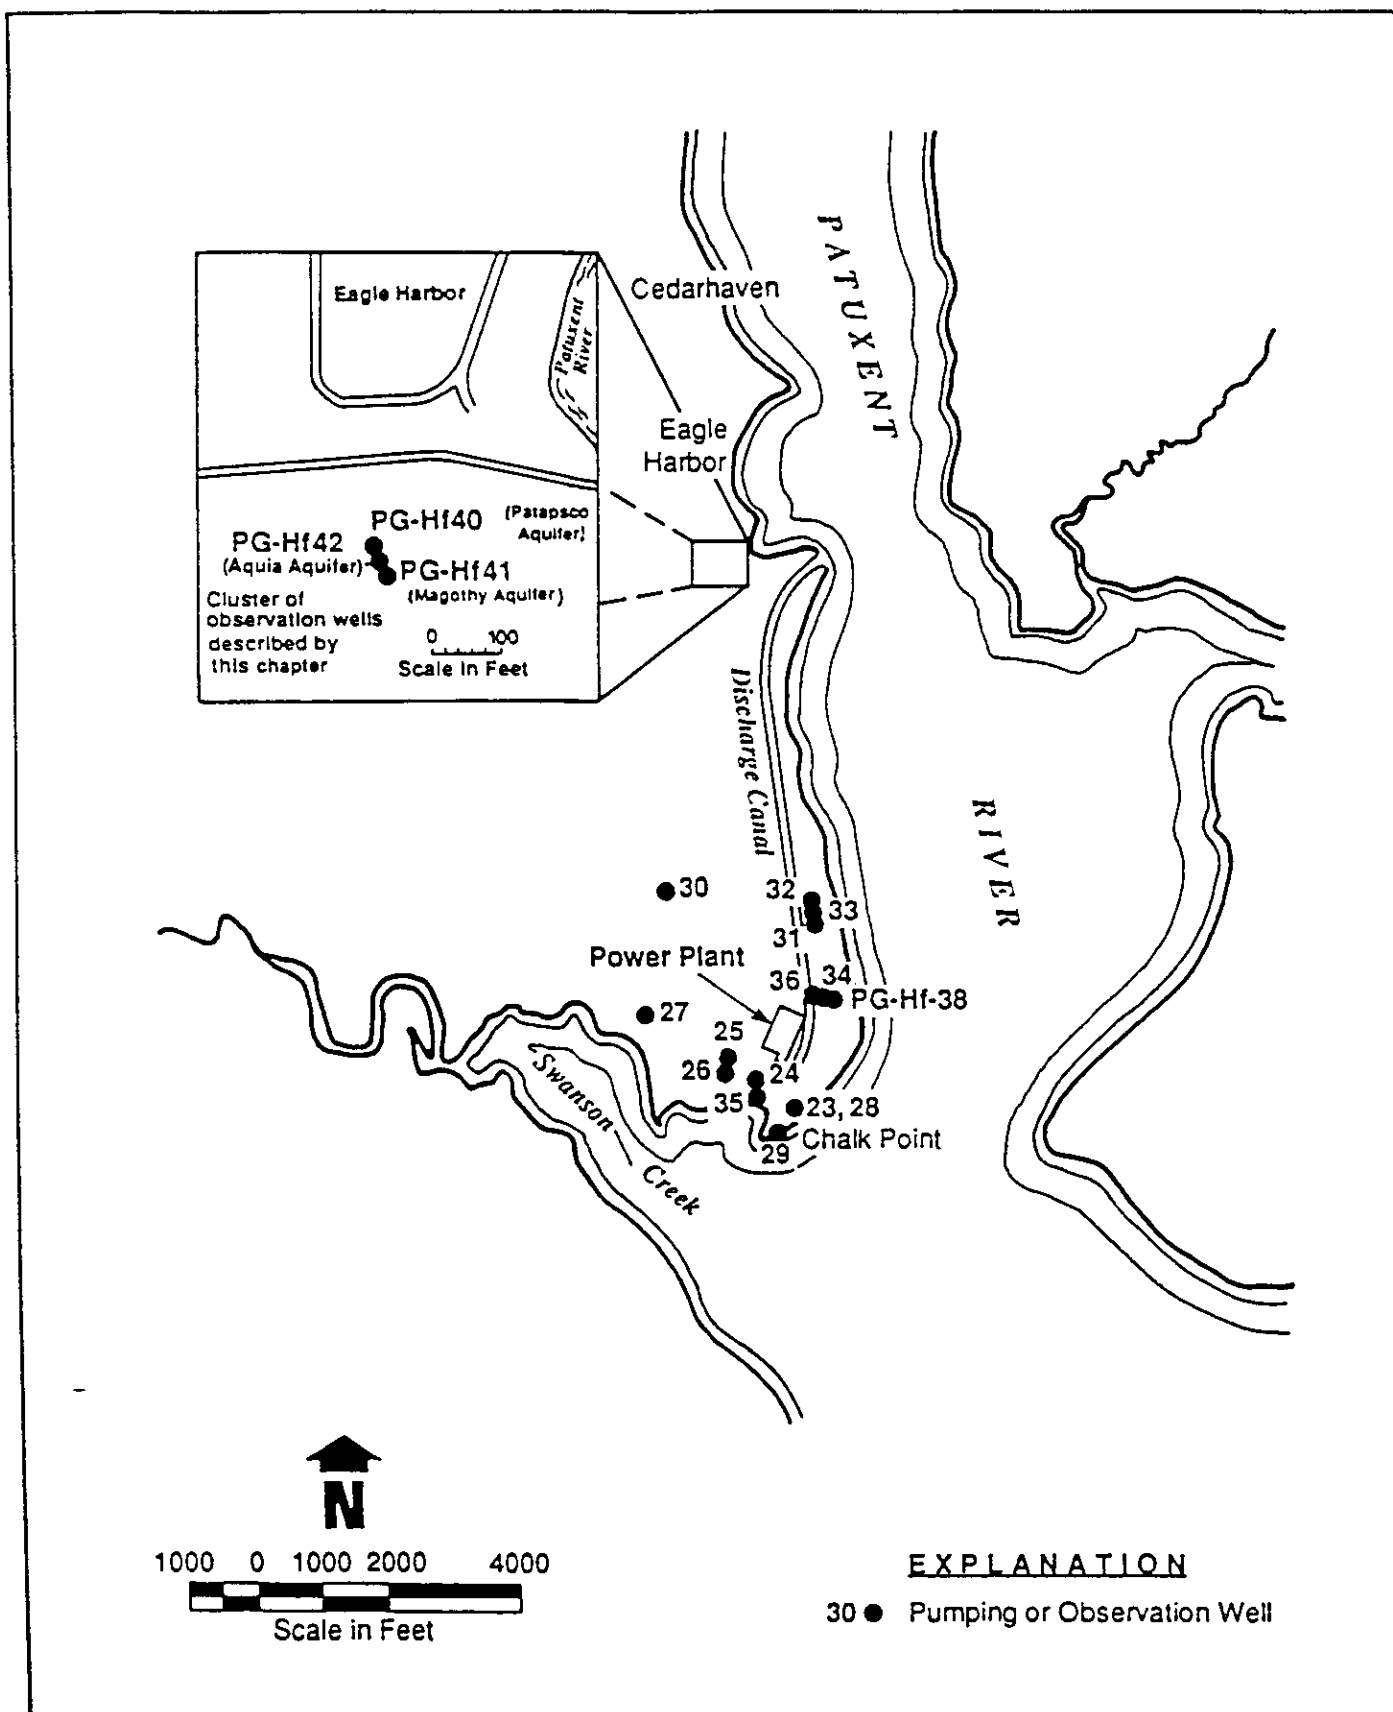 PATUXENT
Cedarhaven
Eagle Harbor
Patuxent
River
Eagle
Harbor
PG-Hf40 (Patapsco
Aquifer)
PG-Hf42
(Aquia Aquifer)
PG-Hf41
(Magothy Aquifer)
Cluster of
observation wells
described by
this chapter
0 100
Scale in Feet
Discharge Canal
RIVER
30
32
33
31
Power Plant
36 34
PG-Hf-38
27
25
26
24
35
23, 28
Chalk Point
29
Swanson
Creek
N
1000 0 1000 2000 4000
Scale in Feet
EXPLANATION
30 Pumping or Observation Well